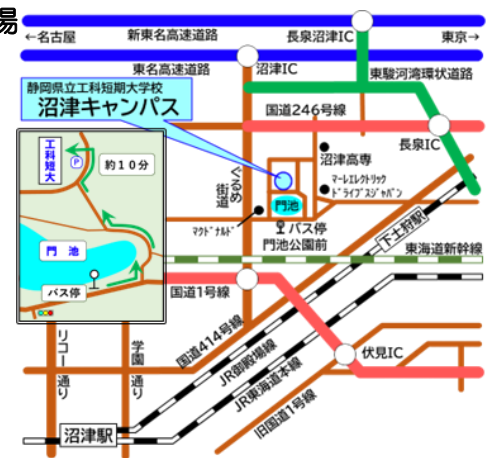 場
←名古屋
新東名高速道路
長泉沼津IC
東京→
東名高速道路
沼津IC
東駿河湾環状道路
静岡県立工科短期大学校
沼津キャンパス
国道246号線
長泉IC
工科短大
P
約10分
ぐるめ街道
沼津高専
マーレエレクトリック
ドライブスジャパン
門池
マクドナルド
バス停
門池公園前
下土狩駅
門 池
バス停
東海道新幹線
国道1号線
リコー通り
学園通り
国道414号線
JR御殿場線
JR東海道本線
旧国道1号線
伏見IC
沼津駅